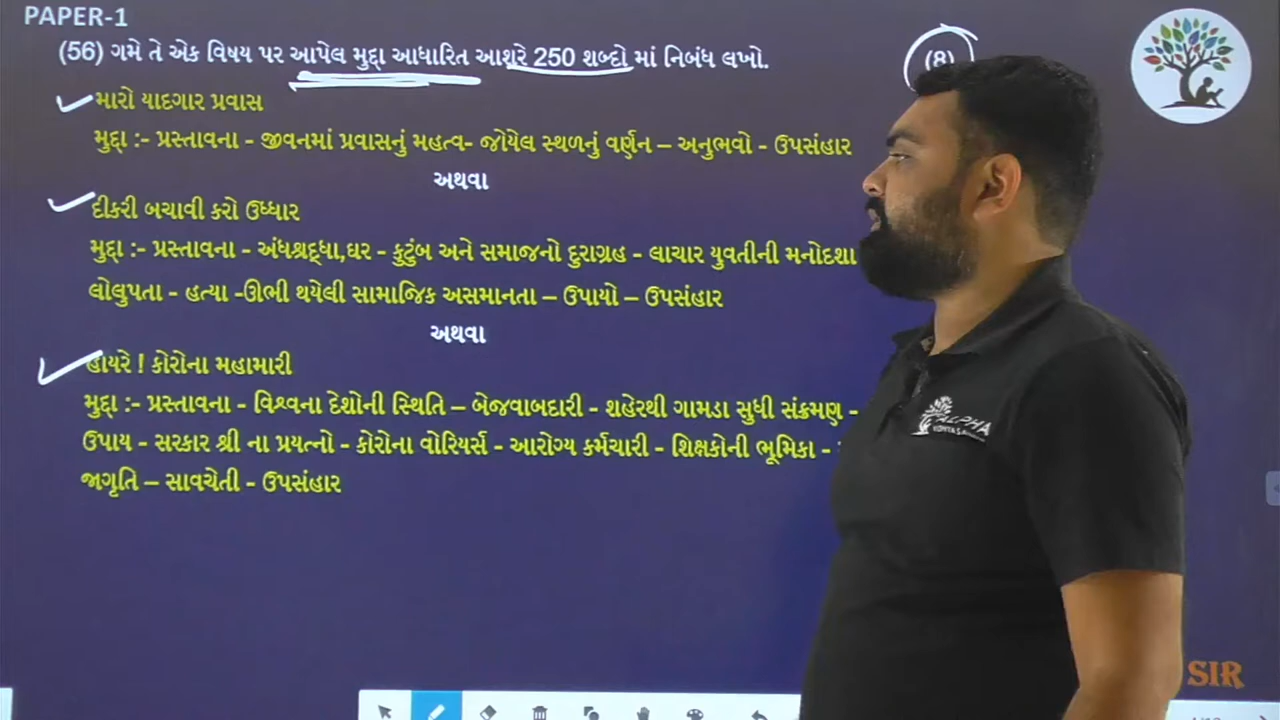 PAPER-1
(56) ગમે તે એક વિષય પર આપેલ મુદ્દા આધારિત આશરે 250 શબ્દો માં નિબંધ લખો. (8)
મારો યાદગાર પ્રવાસ
મુદ્દા :- પ્રસ્તાવના - જીવનમાં પ્રવાસનું મહત્વ- જોયેલ સ્થળનું વર્ણન – અનુભવો - ઉપસંહાર
અથવા
દીકરી બચાવી કરો ઉધ્ધાર
મુદ્દા :- પ્રસ્તાવના - અંધશ્રદ્ધા,ઘર - કુટુંબ અને સમાજનો દુરાગ્રહ - લાચાર યુવતીની મનોદશા
લોલુપતા - હત્યા -ઊભી થયેલી સામાજિક અસમાનતા – ઉપાયો – ઉપસંહાર
અથવા
હાયરે ! કોરોના મહામારી
મુદ્દા :- પ્રસ્તાવના - વિશ્વના દેશોની સ્થિતિ – બેજવાબદારી - શહેરથી ગામડા સુધી સંક્રમણ -
ઉપાય - સરકાર શ્રી ના પ્રયત્નો - કોરોના વોરિયર્સ - આરોગ્ય કર્મચારી - શિક્ષકોની ભૂમિકા -
જાગૃતિ – સાવચેતી - ઉપસંહાર
ALPHA
SIR